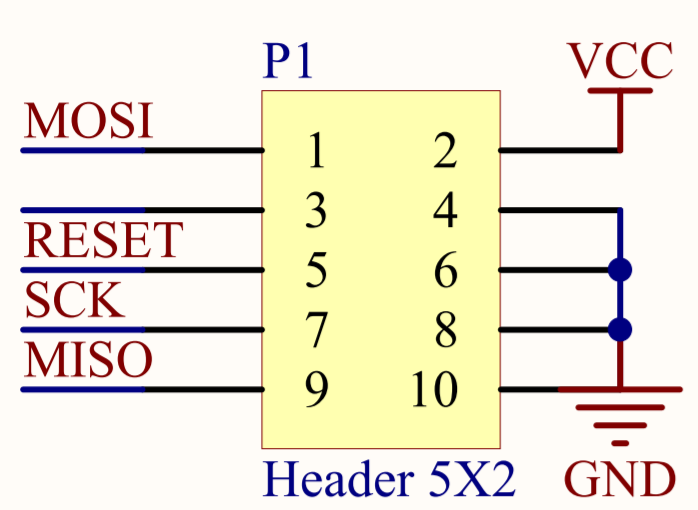 P1 VCC
MOSI 1 2
3 4
RESET 5 6
SCK 7 8
MISO 9 10
Header 5X2 GND